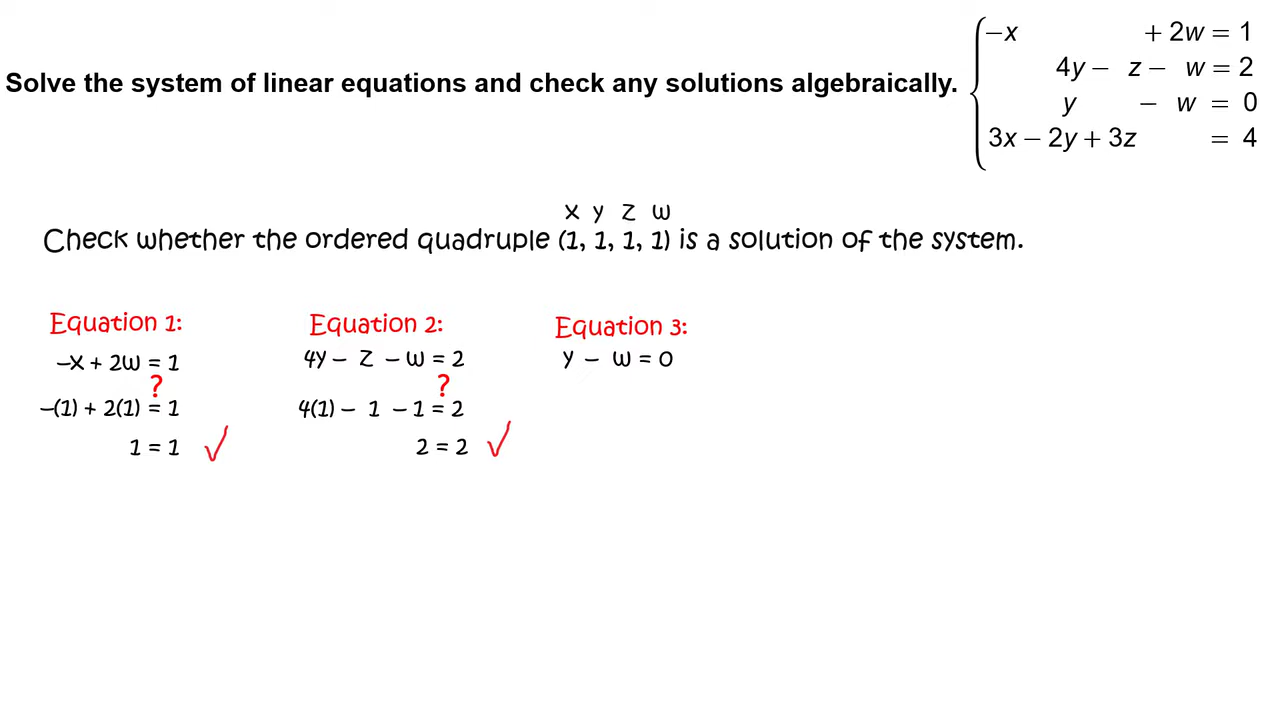 Solve the system of linear equations and check any solutions algebraically.
−x + 2w = 1
4y − z − w = 2
y − w = 0
3x − 2y + 3z = 4
x y z w
Check whether the ordered quadruple (1, 1, 1, 1) is a solution of the system.
Equation 1:
−x + 2w = 1
?
−(1) + 2(1) = 1
1 = 1 ✓
Equation 2:
4y − z − w = 2
?
4(1) − 1 − 1 = 2
2 = 2 ✓
Equation 3:
y − w = 0